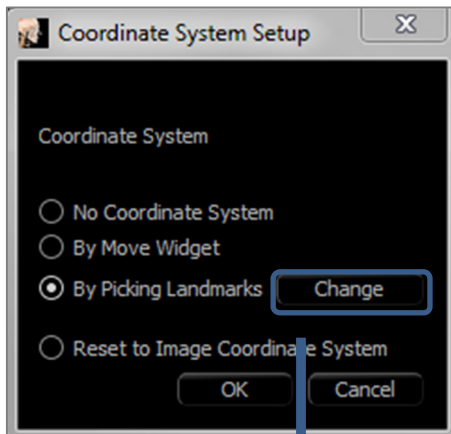 Coordinate System Setup
Coordinate System
No Coordinate System
By Move Widget
By Picking Landmarks Change
Reset to Image Coordinate System
OK Cancel